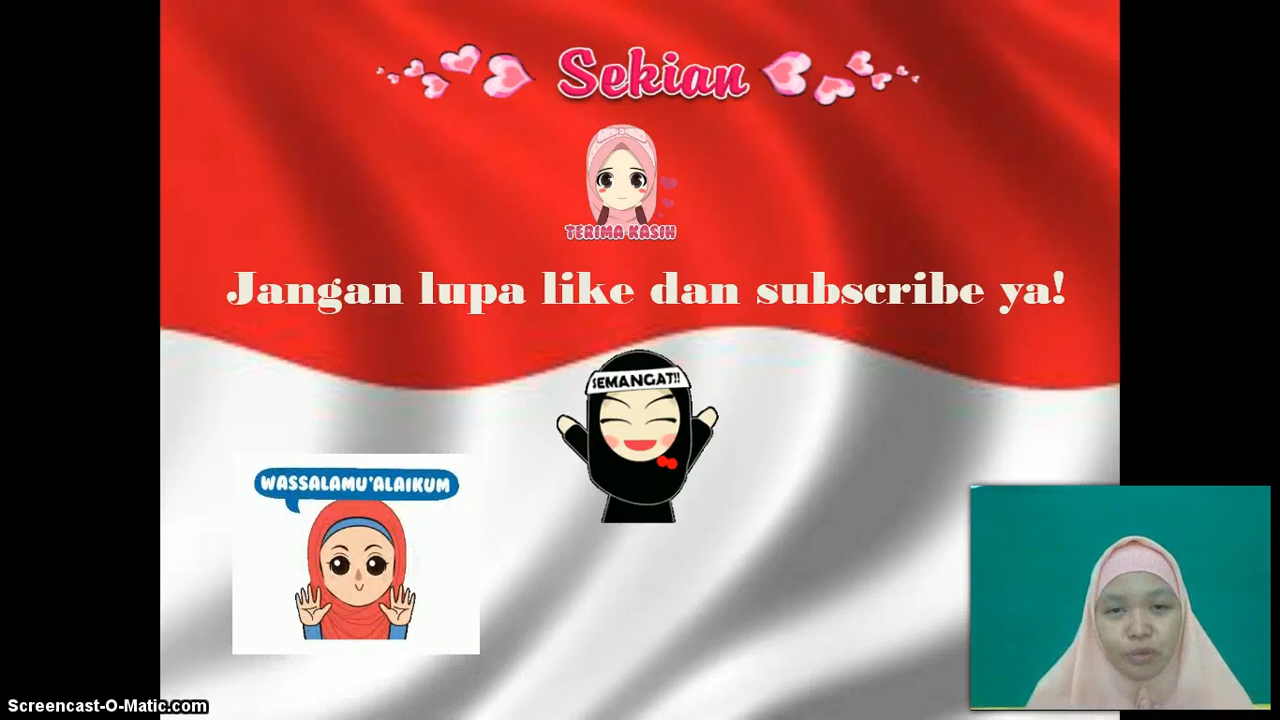 Sekian
TERIMA KASIH
Jangan lupa like dan subscribe ya!
SEMANGAT!!
WASSALAMU'ALAIKUM
Screencast-O-Matic.com